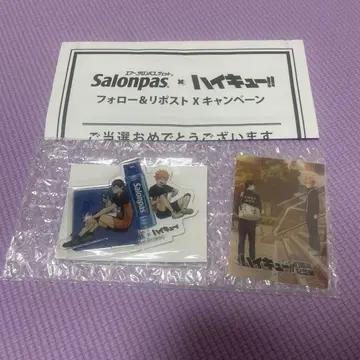 エアー®サロンパス®ジェット
Salonpas® × ハイキュー!!
フォロー&リポスト X キャンペーン
ご当選おめでとうございます
Salonpas
ハイキュー
ハイキュー!!